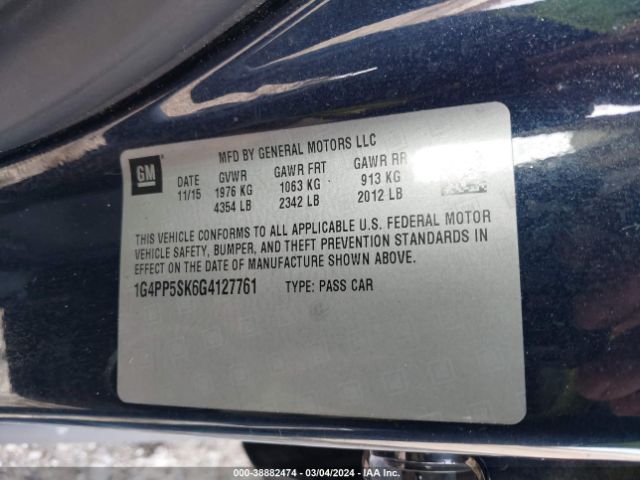 GM
MFD BY GENERAL MOTORS LLC
DATE GVWR GAWR FRT GAWR RR
11/15 1976 KG 1063 KG 913 KG
4354 LB 2342 LB 2012 LB
THIS VEHICLE CONFORMS TO ALL APPLICABLE U.S. FEDERAL MOTOR
VEHICLE SAFETY, BUMPER, AND THEFT PREVENTION STANDARDS IN
EFFECT ON THE DATE OF MANUFACTURE SHOWN ABOVE.
1G4PP5SK6G4127761 TYPE: PASS CAR
000-38882474 - 03/04/2024 - IAAI.COM